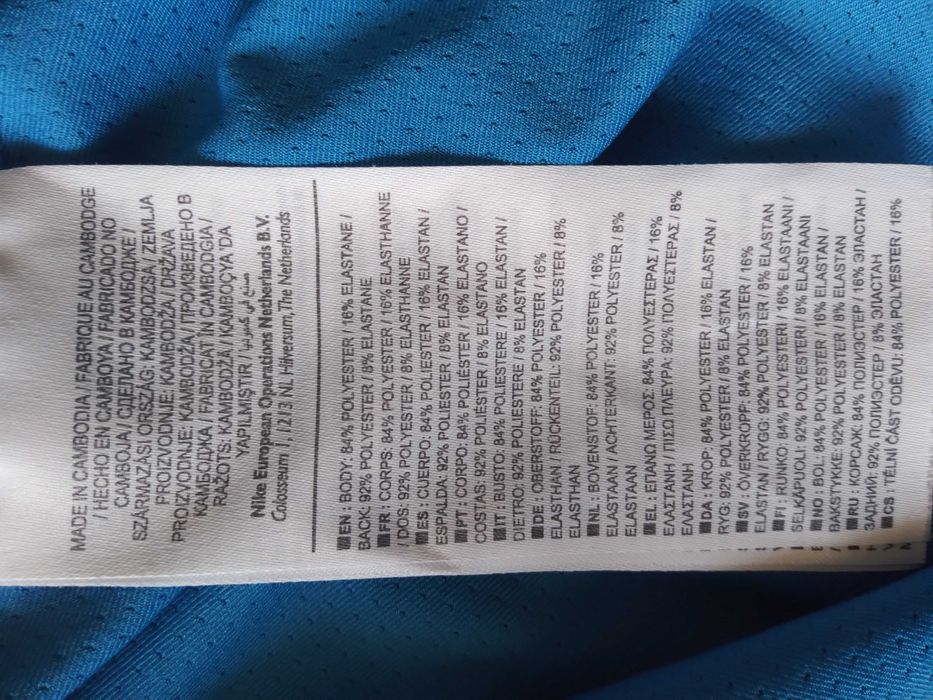 MADE IN CAMBODIA / FABRIQUE AU CAMBODGE
/ HECHO EN CAMBOYA / FABRICADO NO
CAMBOJA / СДЕЛАНО В КАМБОДЖЕ /
SZÁRMAZÁSI ORSZÁG: KAMBODZSA / ZEMLJA
PROIZVODNJE: KAMBODŽA / DRŽAVA
PROIZVODNJE: KAMBODŽA / ПРОИЗВЕДЕНО В
КАМБОДЖА / FABRICAT ÎN CAMBODGIA /
RAŽOTS: KAMBODŽĀ / KAMBOÇYA'DA
YAPILMIŞTIR / صنع في كمبوديا
Nike European Operations Netherlands B.V.
Colosseum 1, 1213 NL Hilversum, The Netherlands
EN : BODY: 84% POLYESTER / 16% ELASTANE. /
BACK: 92% POLYESTER / 8% ELASTANE
FR : CORPS: 84% POLYESTER / 16% ELASTHANNE
/ DOS: 92% POLYESTER / 8% ELASTHANNE
ES : CUERPO: 84% POLIESTER / 16% ELASTAN /
ESPALDA: 92% POLIESTER / 8% ELASTAN
PT : CORPO: 84% POLIÉSTER / 16% ELASTANO /
COSTAS: 92% POLIÉSTER / 8% ELASTANO
IT : BUSTO: 84% POLIESTERE / 16% ELASTAN /
DIETRO: 92% POLIESTERE / 8% ELASTAN
DE : OBERSTOFF: 84% POLYESTER / 16%
ELASTHAN / RÜCKENTEIL: 92% POLYESTER / 8%
ELASTHAN
NL : BOVENSTOF: 84% POLYESTER / 16%
ELASTAAN / ACHTERKANT: 92% POLYESTER / 8%
ELASTAAN
EL : ΕΠΑΝΩ ΜΕΡΟΣ: 84% ΠΟΛΥΕΣΤΕΡΑΣ / 16%
ΕΛΑΣΤΑΝΗ / ΠΙΣΩ ΠΛΕΥΡΑ: 92% ΠΟΛΥΕΣΤΕΡΑΣ / 8%
ΕΛΑΣΤΑΝΗ
DA : KROP: 84% POLYESTER / 16% ELASTAN /
RYG: 92% POLYESTER / 8% ELASTAN
SV : ÖVERKROPP: 84% POLYESTER / 16%
ELASTAN / RYGG: 92% POLYESTER / 8% ELASTAN
FI : RUNKO: 84% POLYESTERI / 16% ELASTAANI /
SELKÄPUOLI: 92% POLYESTERI / 8% ELASTAANI
NO : BOL: 84% POLYESTER / 16% ELASTAN /
BAKSTYKKE: 92% POLYESTER / 8% ELASTAN
RU : КОРСАЖ: 84% ПОЛИЭСТЕР / 16% ЭЛАСТАН /
ЗАДНИЙ: 92% ПОЛИЭСТЕР / 8% ЭЛАСТАН
CS : TĚLNÍ ČÁST ODĚVU: 84% POLYESTER / 16%